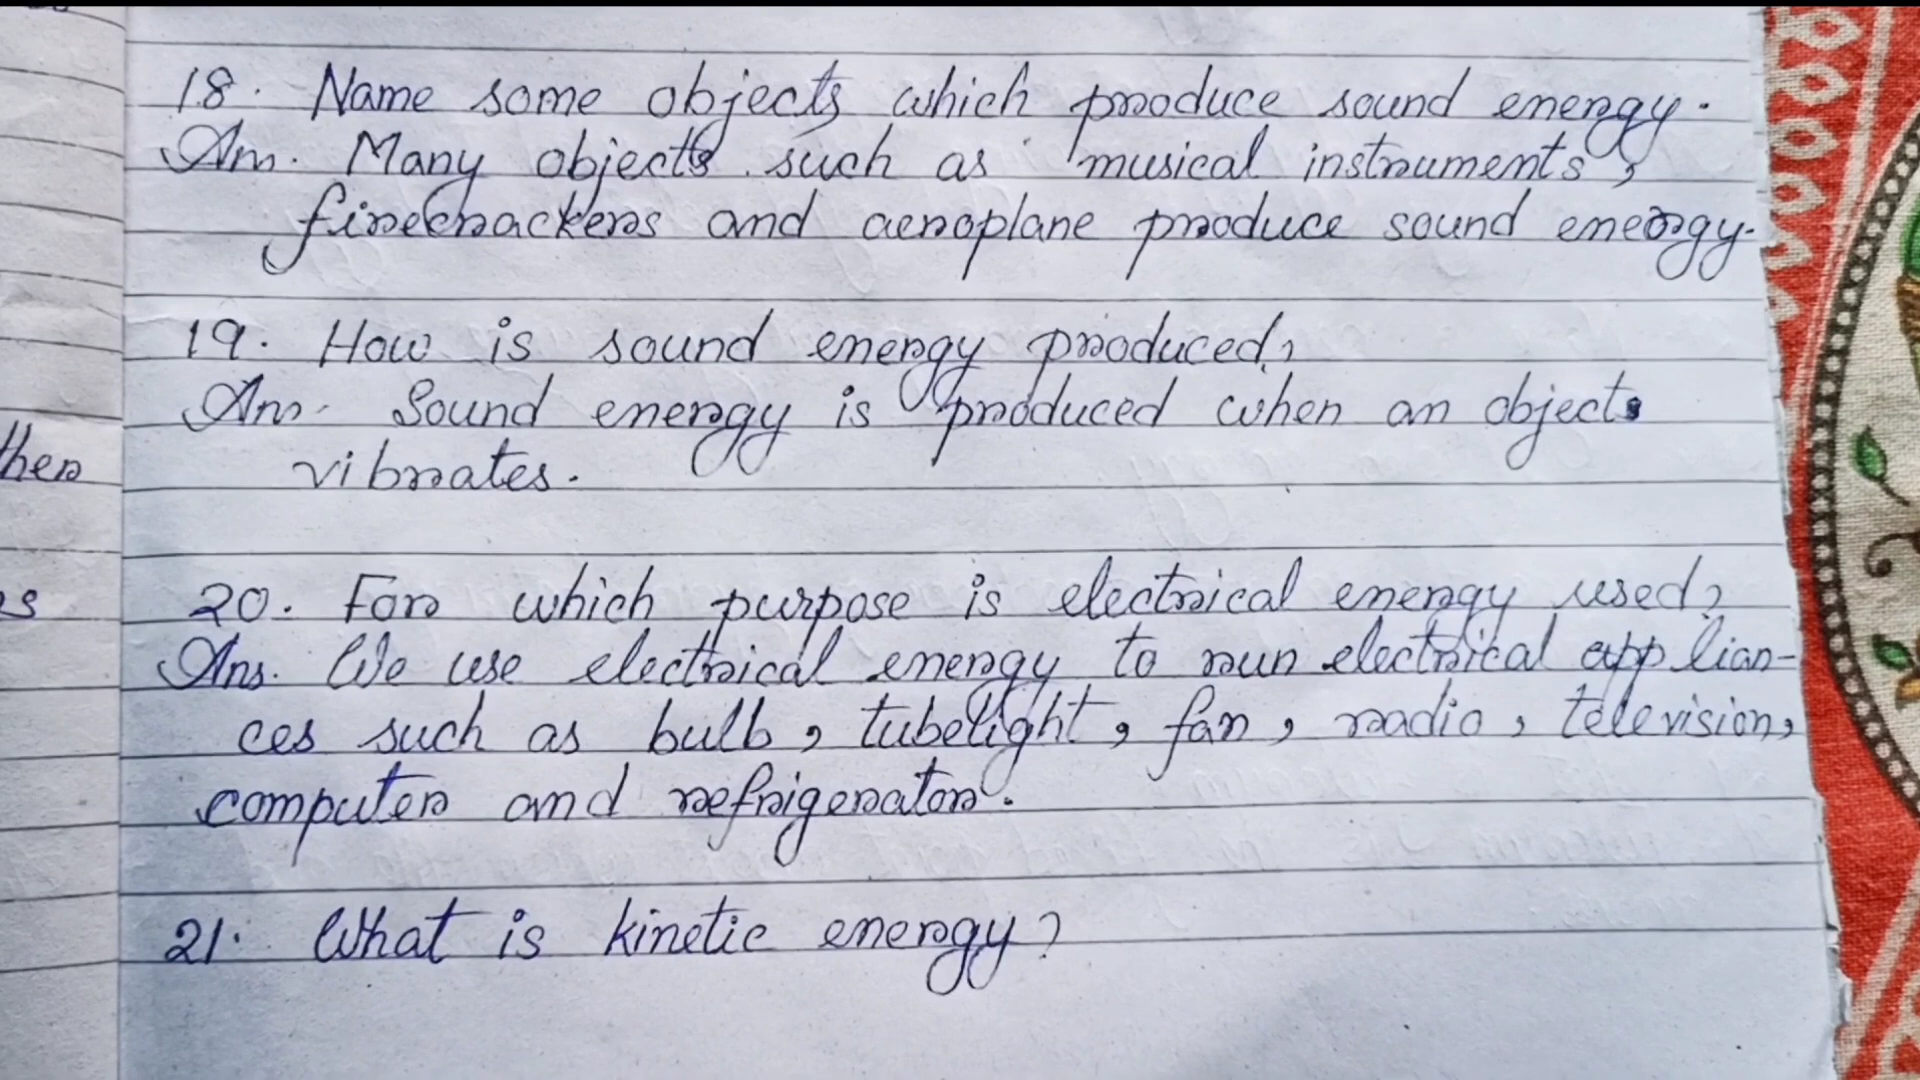 18. Name some objects which produce sound energy.
Ans. Many objects such as musical instruments,
firecrackers and aeroplane produce sound energy.
19. How is sound energy produced?
Ans. Sound energy is produced when an object
vibrates.
20. For which purpose is electrical energy used?
Ans. We use electrical energy to run electrical applian-
ces such as bulb, tubelight, fan, radio, television,
computer and refrigerator.
21. What is kinetic energy?